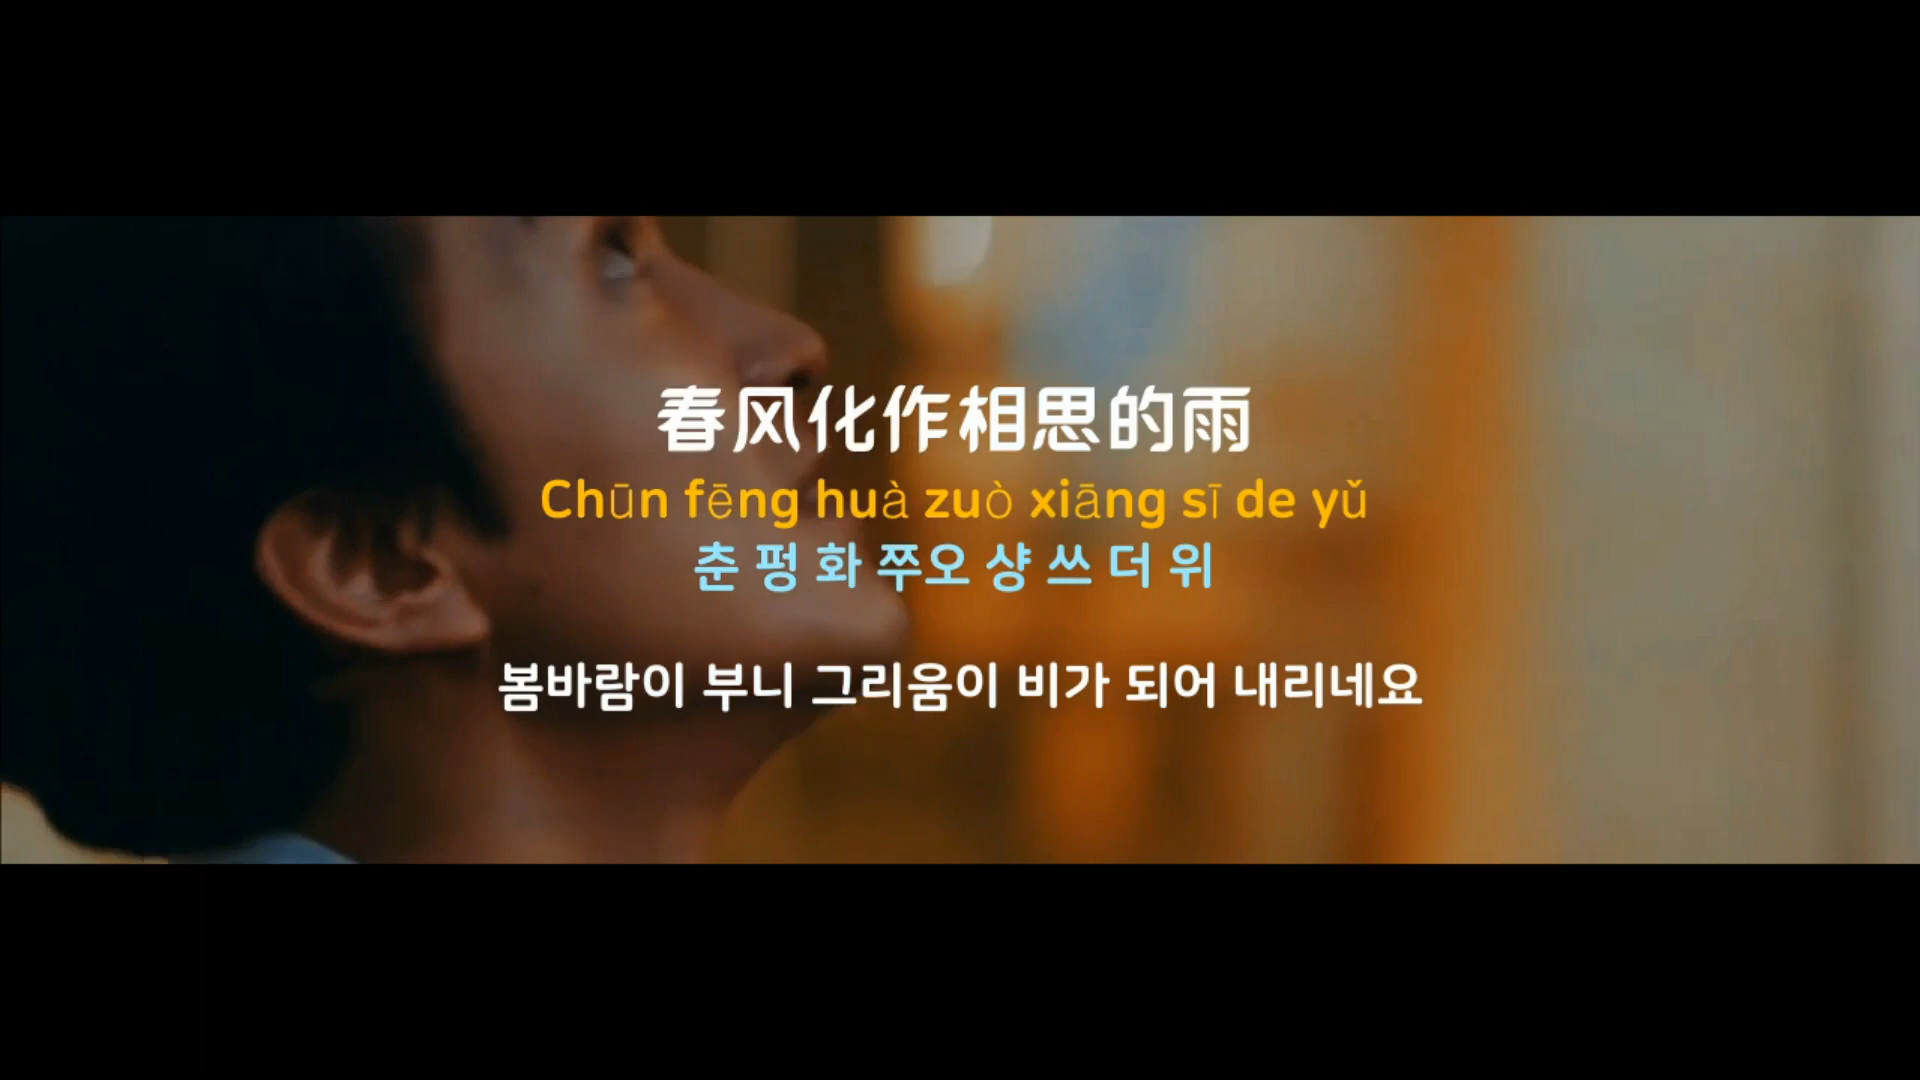 春风化作相思的雨
Chūn fēng huà zuò xiāng sī de yǔ
춘 펑 화 쭈오 샹 쓰 더 위
봄바람이 부니 그리움이 비가 되어 내리네요